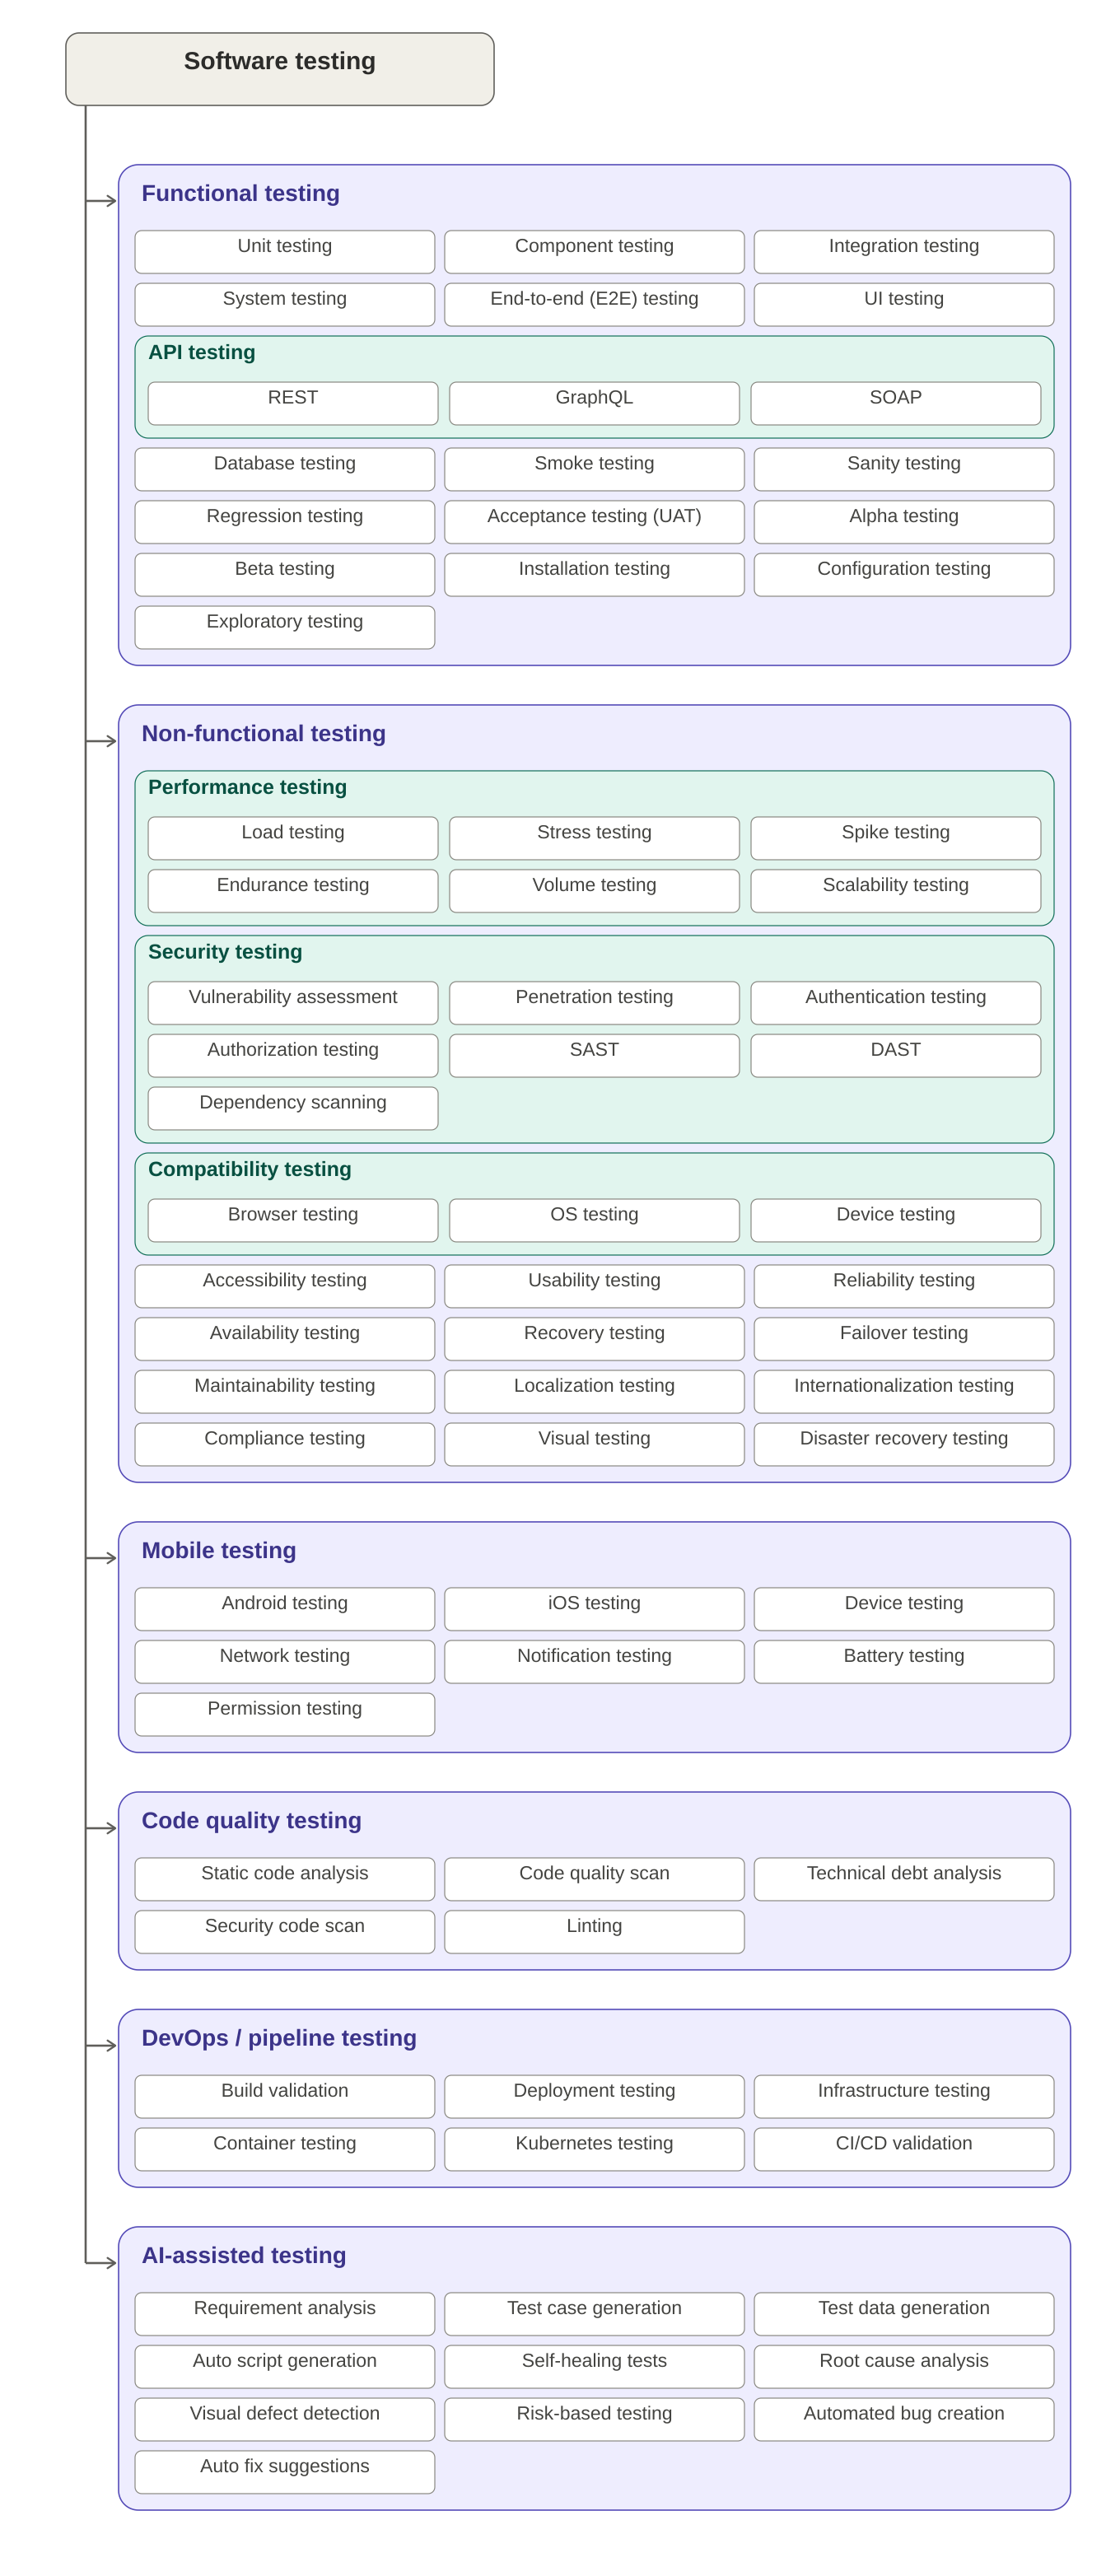 Software testing
Functional testing
Unit testing
Component testing
Integration testing
System testing
End-to-end (E2E) testing
UI testing
API testing
REST
GraphQL
SOAP
Database testing
Smoke testing
Sanity testing
Regression testing
Acceptance testing (UAT)
Alpha testing
Beta testing
Installation testing
Configuration testing
Exploratory testing
Non-functional testing
Performance testing
Load testing
Stress testing
Spike testing
Endurance testing
Volume testing
Scalability testing
Security testing
Vulnerability assessment
Penetration testing
Authentication testing
Authorization testing
SAST
DAST
Dependency scanning
Compatibility testing
Browser testing
OS testing
Device testing
Accessibility testing
Usability testing
Reliability testing
Availability testing
Recovery testing
Failover testing
Maintainability testing
Localization testing
Internationalization testing
Compliance testing
Visual testing
Disaster recovery testing
Mobile testing
Android testing
iOS testing
Device testing
Network testing
Notification testing
Battery testing
Permission testing
Code quality testing
Static code analysis
Code quality scan
Technical debt analysis
Security code scan
Linting
DevOps / pipeline testing
Build validation
Deployment testing
Infrastructure testing
Container testing
Kubernetes testing
CI/CD validation
AI-assisted testing
Requirement analysis
Test case generation
Test data generation
Auto script generation
Self-healing tests
Root cause analysis
Visual defect detection
Risk-based testing
Automated bug creation
Auto fix suggestions